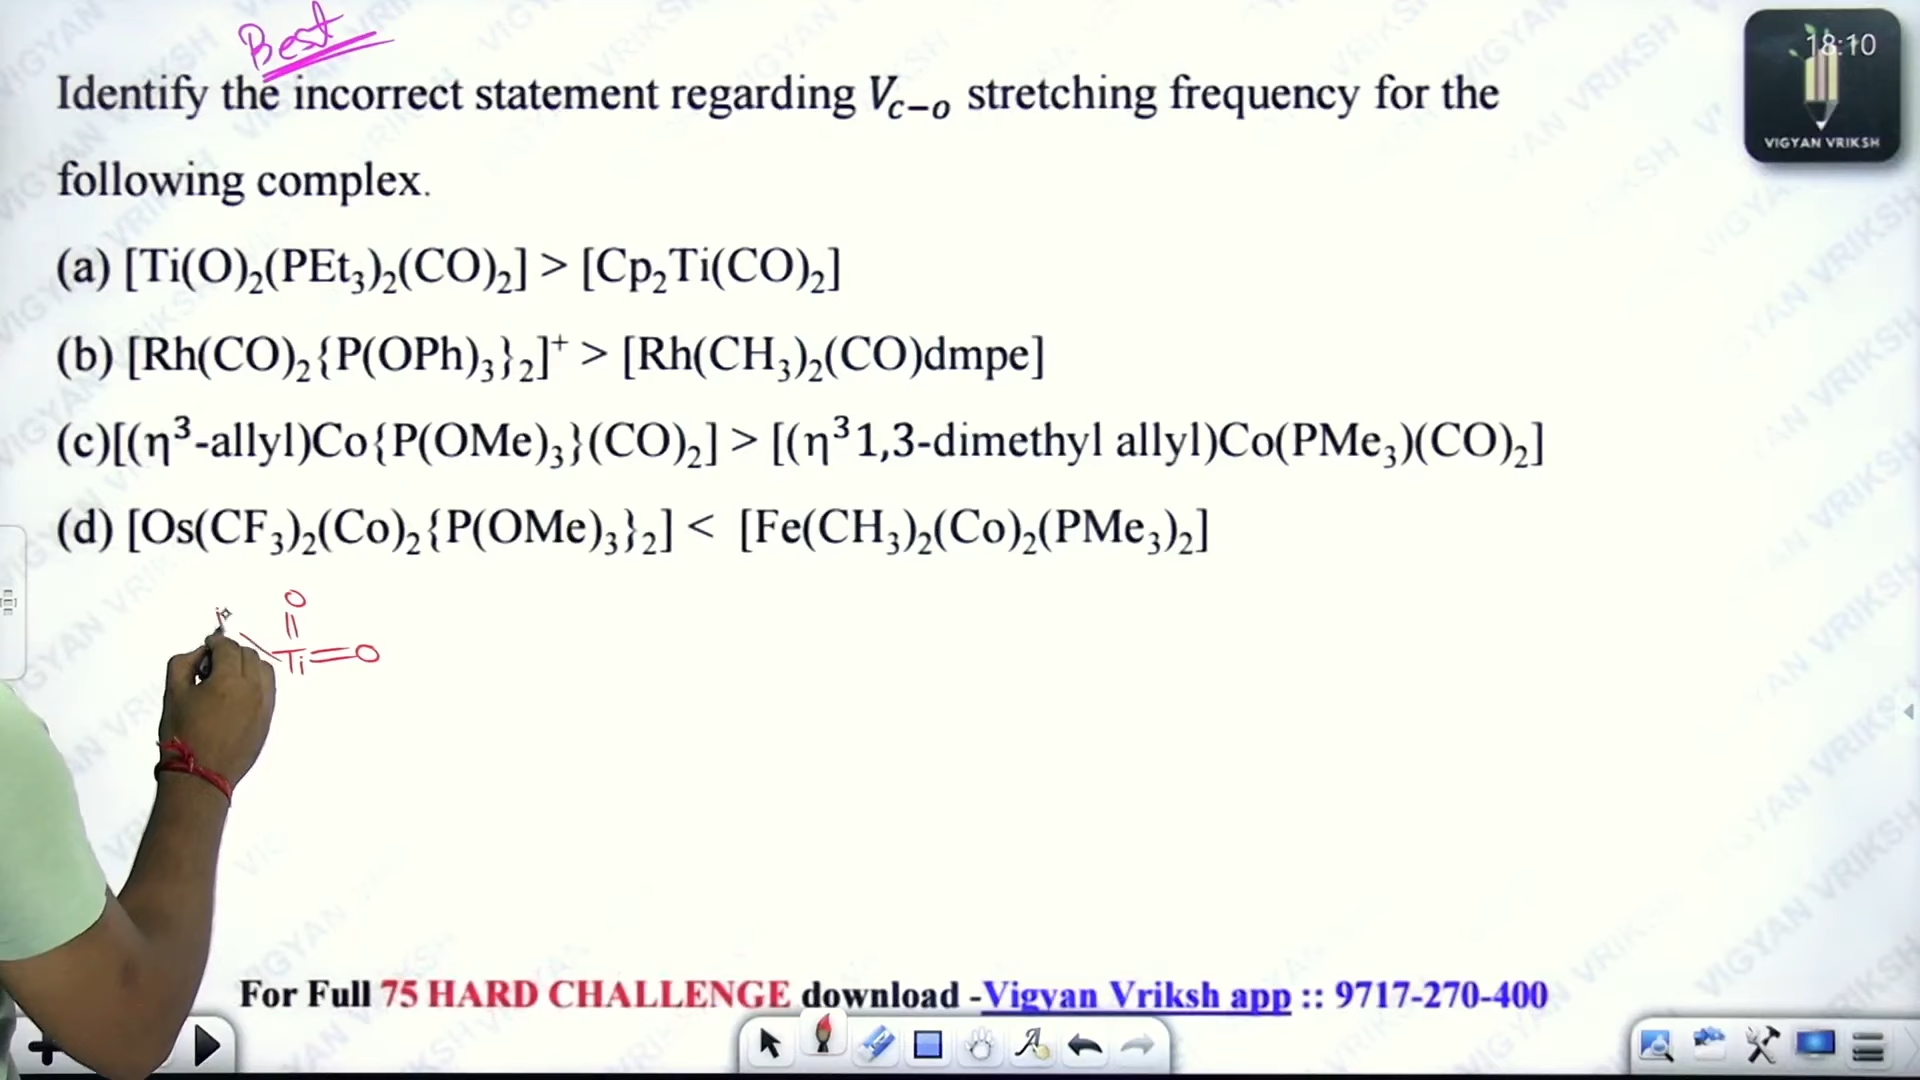 Best
18:10
VIGYAN VRIKSH
Identify the incorrect statement regarding V_{c−o} stretching frequency for the
following complex.
(a) [Ti(O)₂(PEt₃)₂(CO)₂] > [Cp₂Ti(CO)₂]
(b) [Rh(CO)₂{P(OPh)₃}₂]⁺ > [Rh(CH₃)₂(CO)dmpe]
(c)[(η³-allyl)Co{P(OMe)₃}(CO)₂] > [(η³1,3-dimethyl allyl)Co(PMe₃)(CO)₂]
(d) [Os(CF₃)₂(Co)₂{P(OMe)₃}₂] < [Fe(CH₃)₂(Co)₂(PMe₃)₂]
O
Ti=O
For Full 75 HARD CHALLENGE download -Vigyan Vriksh app :: 9717-270-400